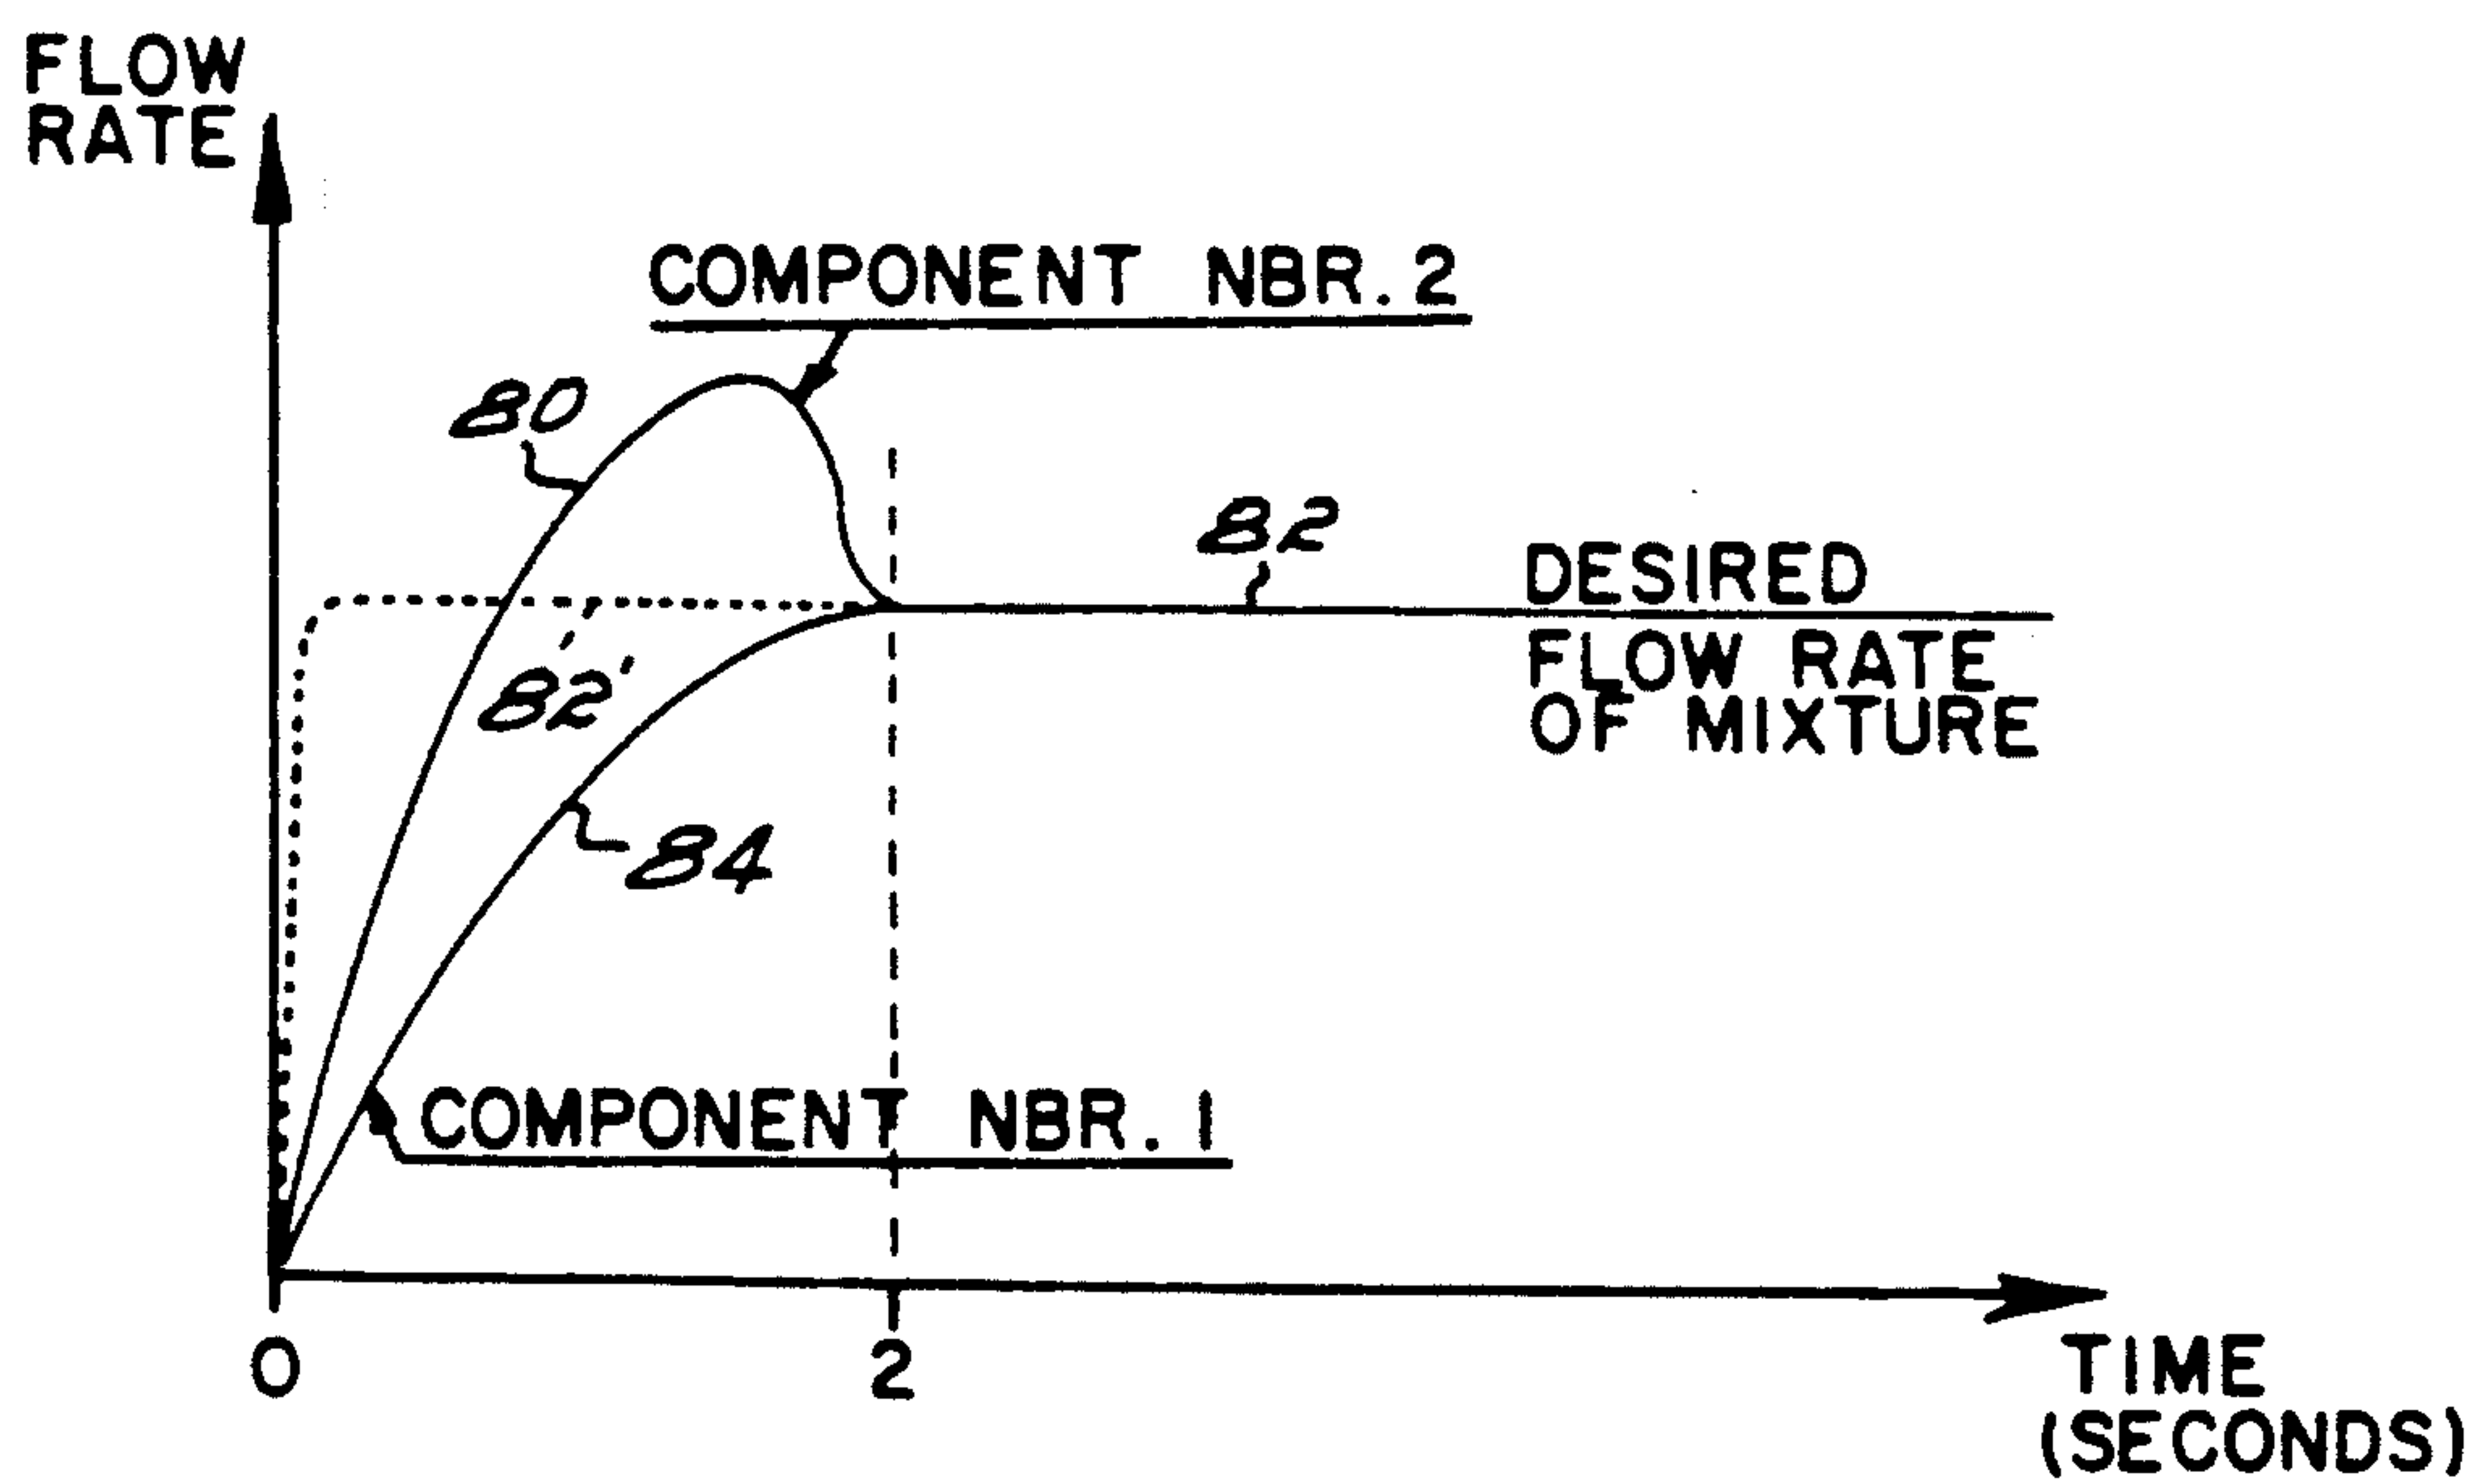 FLOW
RATE
COMPONENT NBR. 2
80
82
DESIRED
FLOW RATE
OF MIXTURE
82'
84
COMPONENT NBR. 1
0
2
TIME
(SECONDS)